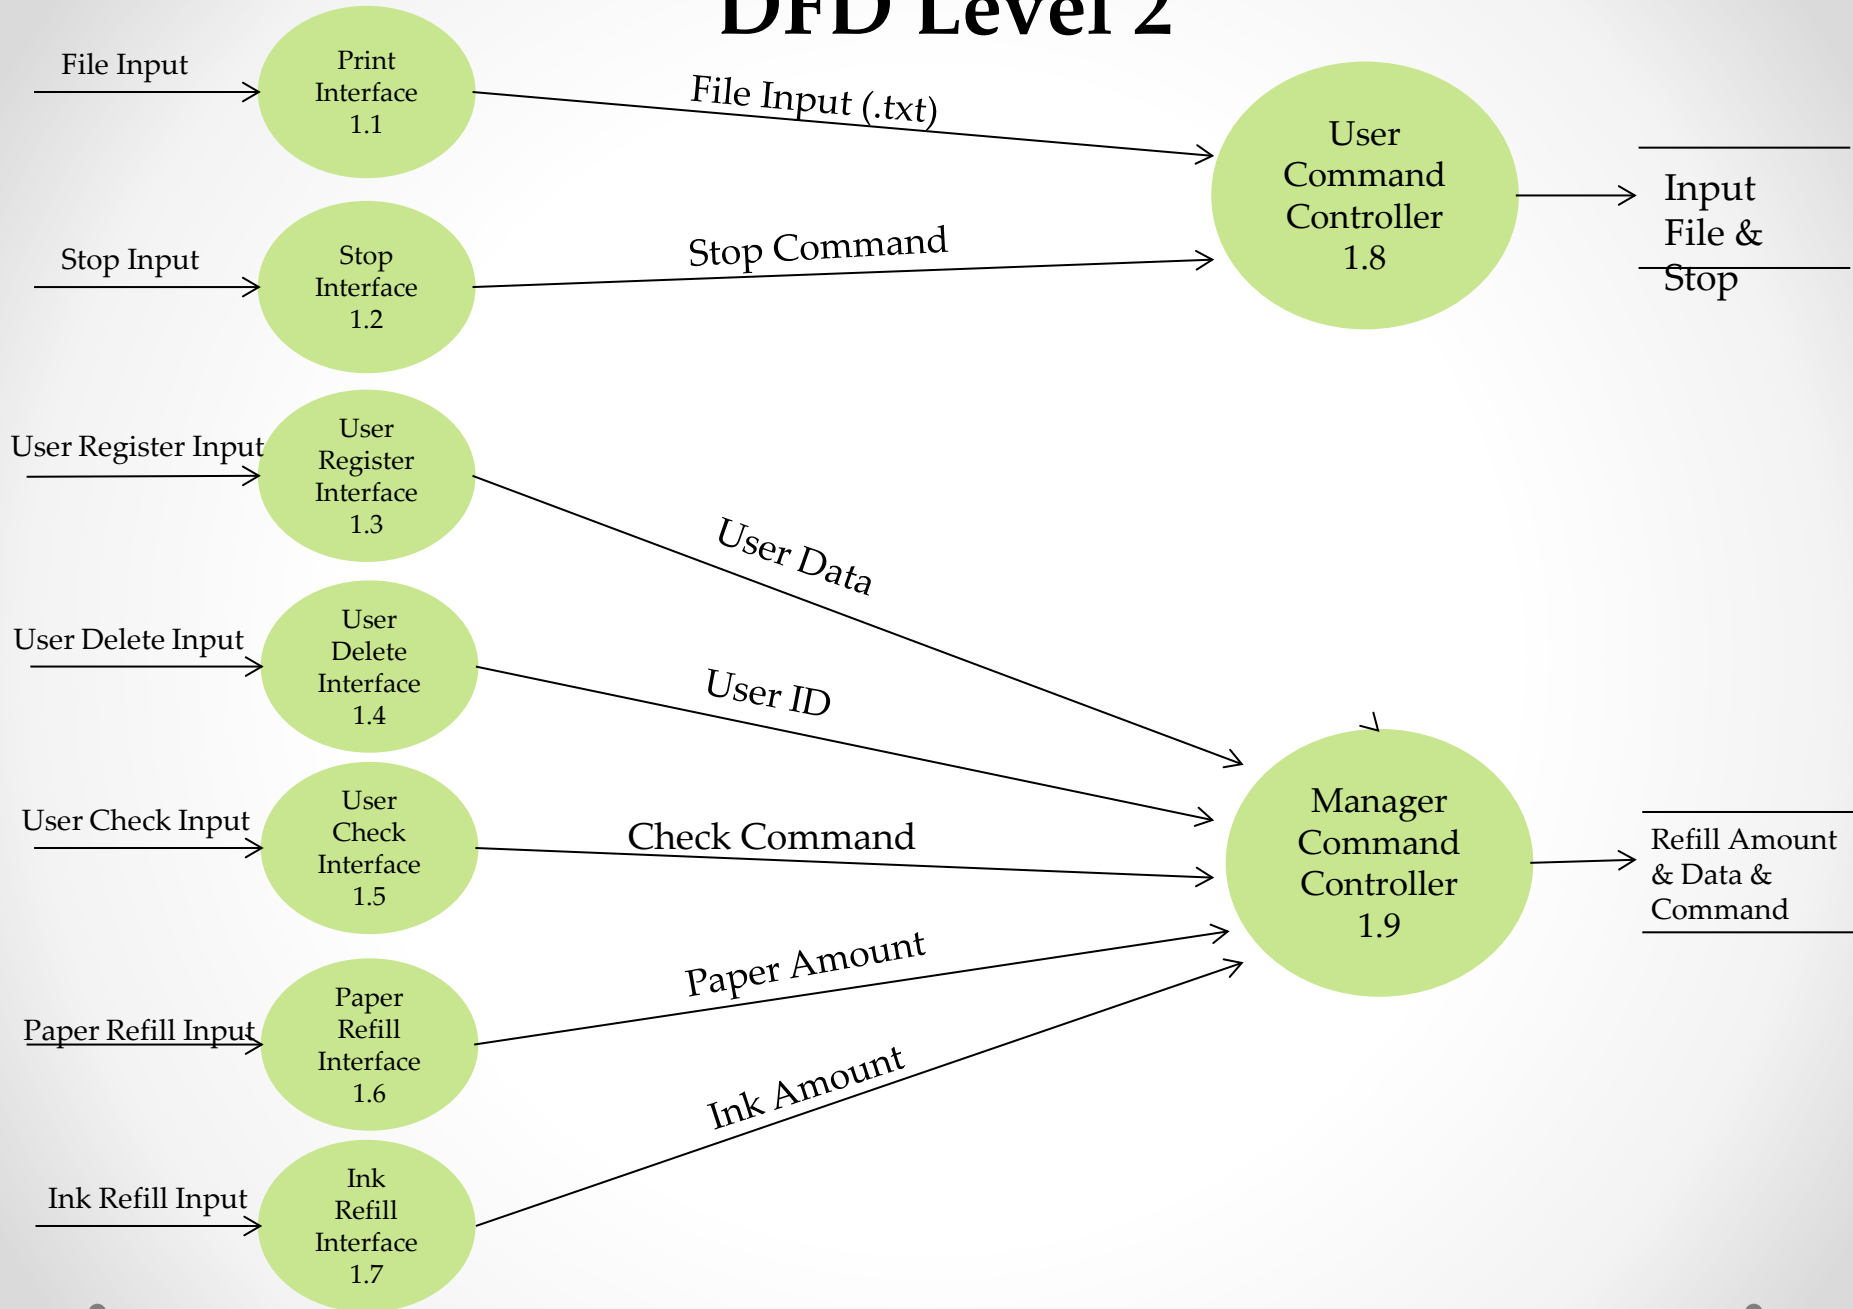 DFD Level 2
File Input
Print
Interface
1.1
File Input (.txt)
User
Command
Controller
1.8
Input
File &
Stop
Stop Input
Stop
Interface
1.2
Stop Command
User Register Input
User
Register
Interface
1.3
User Data
User Delete Input
User
Delete
Interface
1.4
User ID
User Check Input
User
Check
Interface
1.5
Check Command
Manager
Command
Controller
1.9
Refill Amount
& Data &
Command
Paper Refill Input
Paper
Refill
Interface
1.6
Paper Amount
Ink Refill Input
Ink
Refill
Interface
1.7
Ink Amount